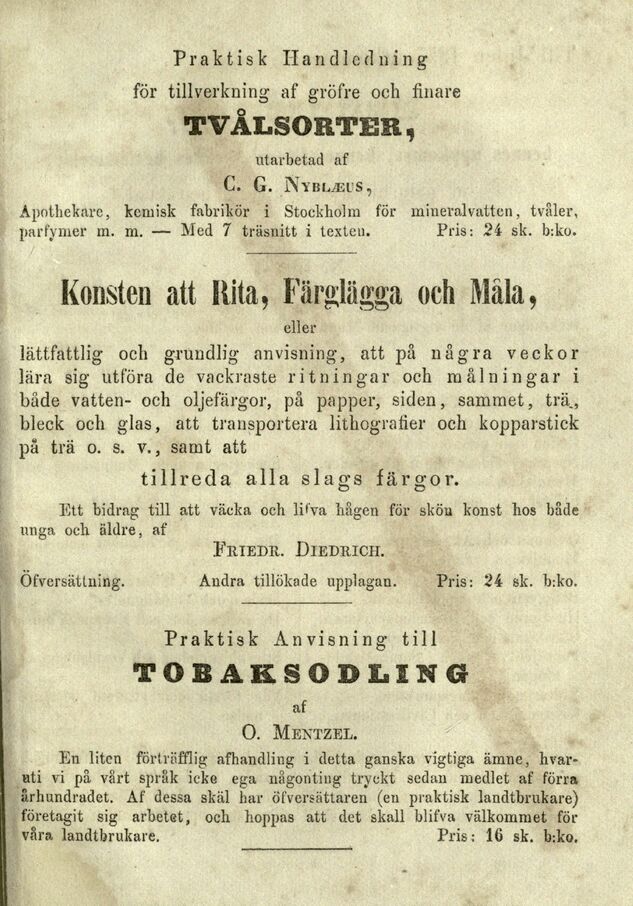 Praktisk Handledning
för tillverkning af gröfre och finare
TVÅLSORTER,
utarbetad af
C. G. NYBLÆUS,
Apothekare, kemisk fabrikör i Stockholm för mineralvatten, tvåler,
parfymer m. m. — Med 7 träsnitt i texten. Pris: 24 sk. b:ko.
Konsten att Rita, Färglägga och Måla,
eller
lättfattlig och grundlig anvisning, att på några veckor
lära sig utföra de vackraste ritningar och målningar i
både vatten- och oljefärgor, på papper, siden, sammet, trä,
bleck och glas, att transportera lithografier och kopparstick
på trä o. s. v., samt att
tillreda alla slags färgor.
Ett bidrag till att väcka och lifva hågen för skön konst hos både
unga och äldre, af
FRIEDR. DIEDRICH.
Öfversättning. Andra tillökade upplagan. Pris: 24 sk. b:ko.
Praktisk Anvisning till
TOBAKSODLING
af
O. MENTZEL.
En liten förträfflig afhandling i detta ganska vigtiga ämne, hvar-
uti vi på vårt språk icke ega någonting tryckt sedan medlet af förra
århundradet. Af dessa skäl har öfversättaren (en praktisk landtbrukare)
företagit sig arbetet, och hoppas att det skall blifva välkommet för
våra landtbrukare. Pris: 16 sk. b:ko.